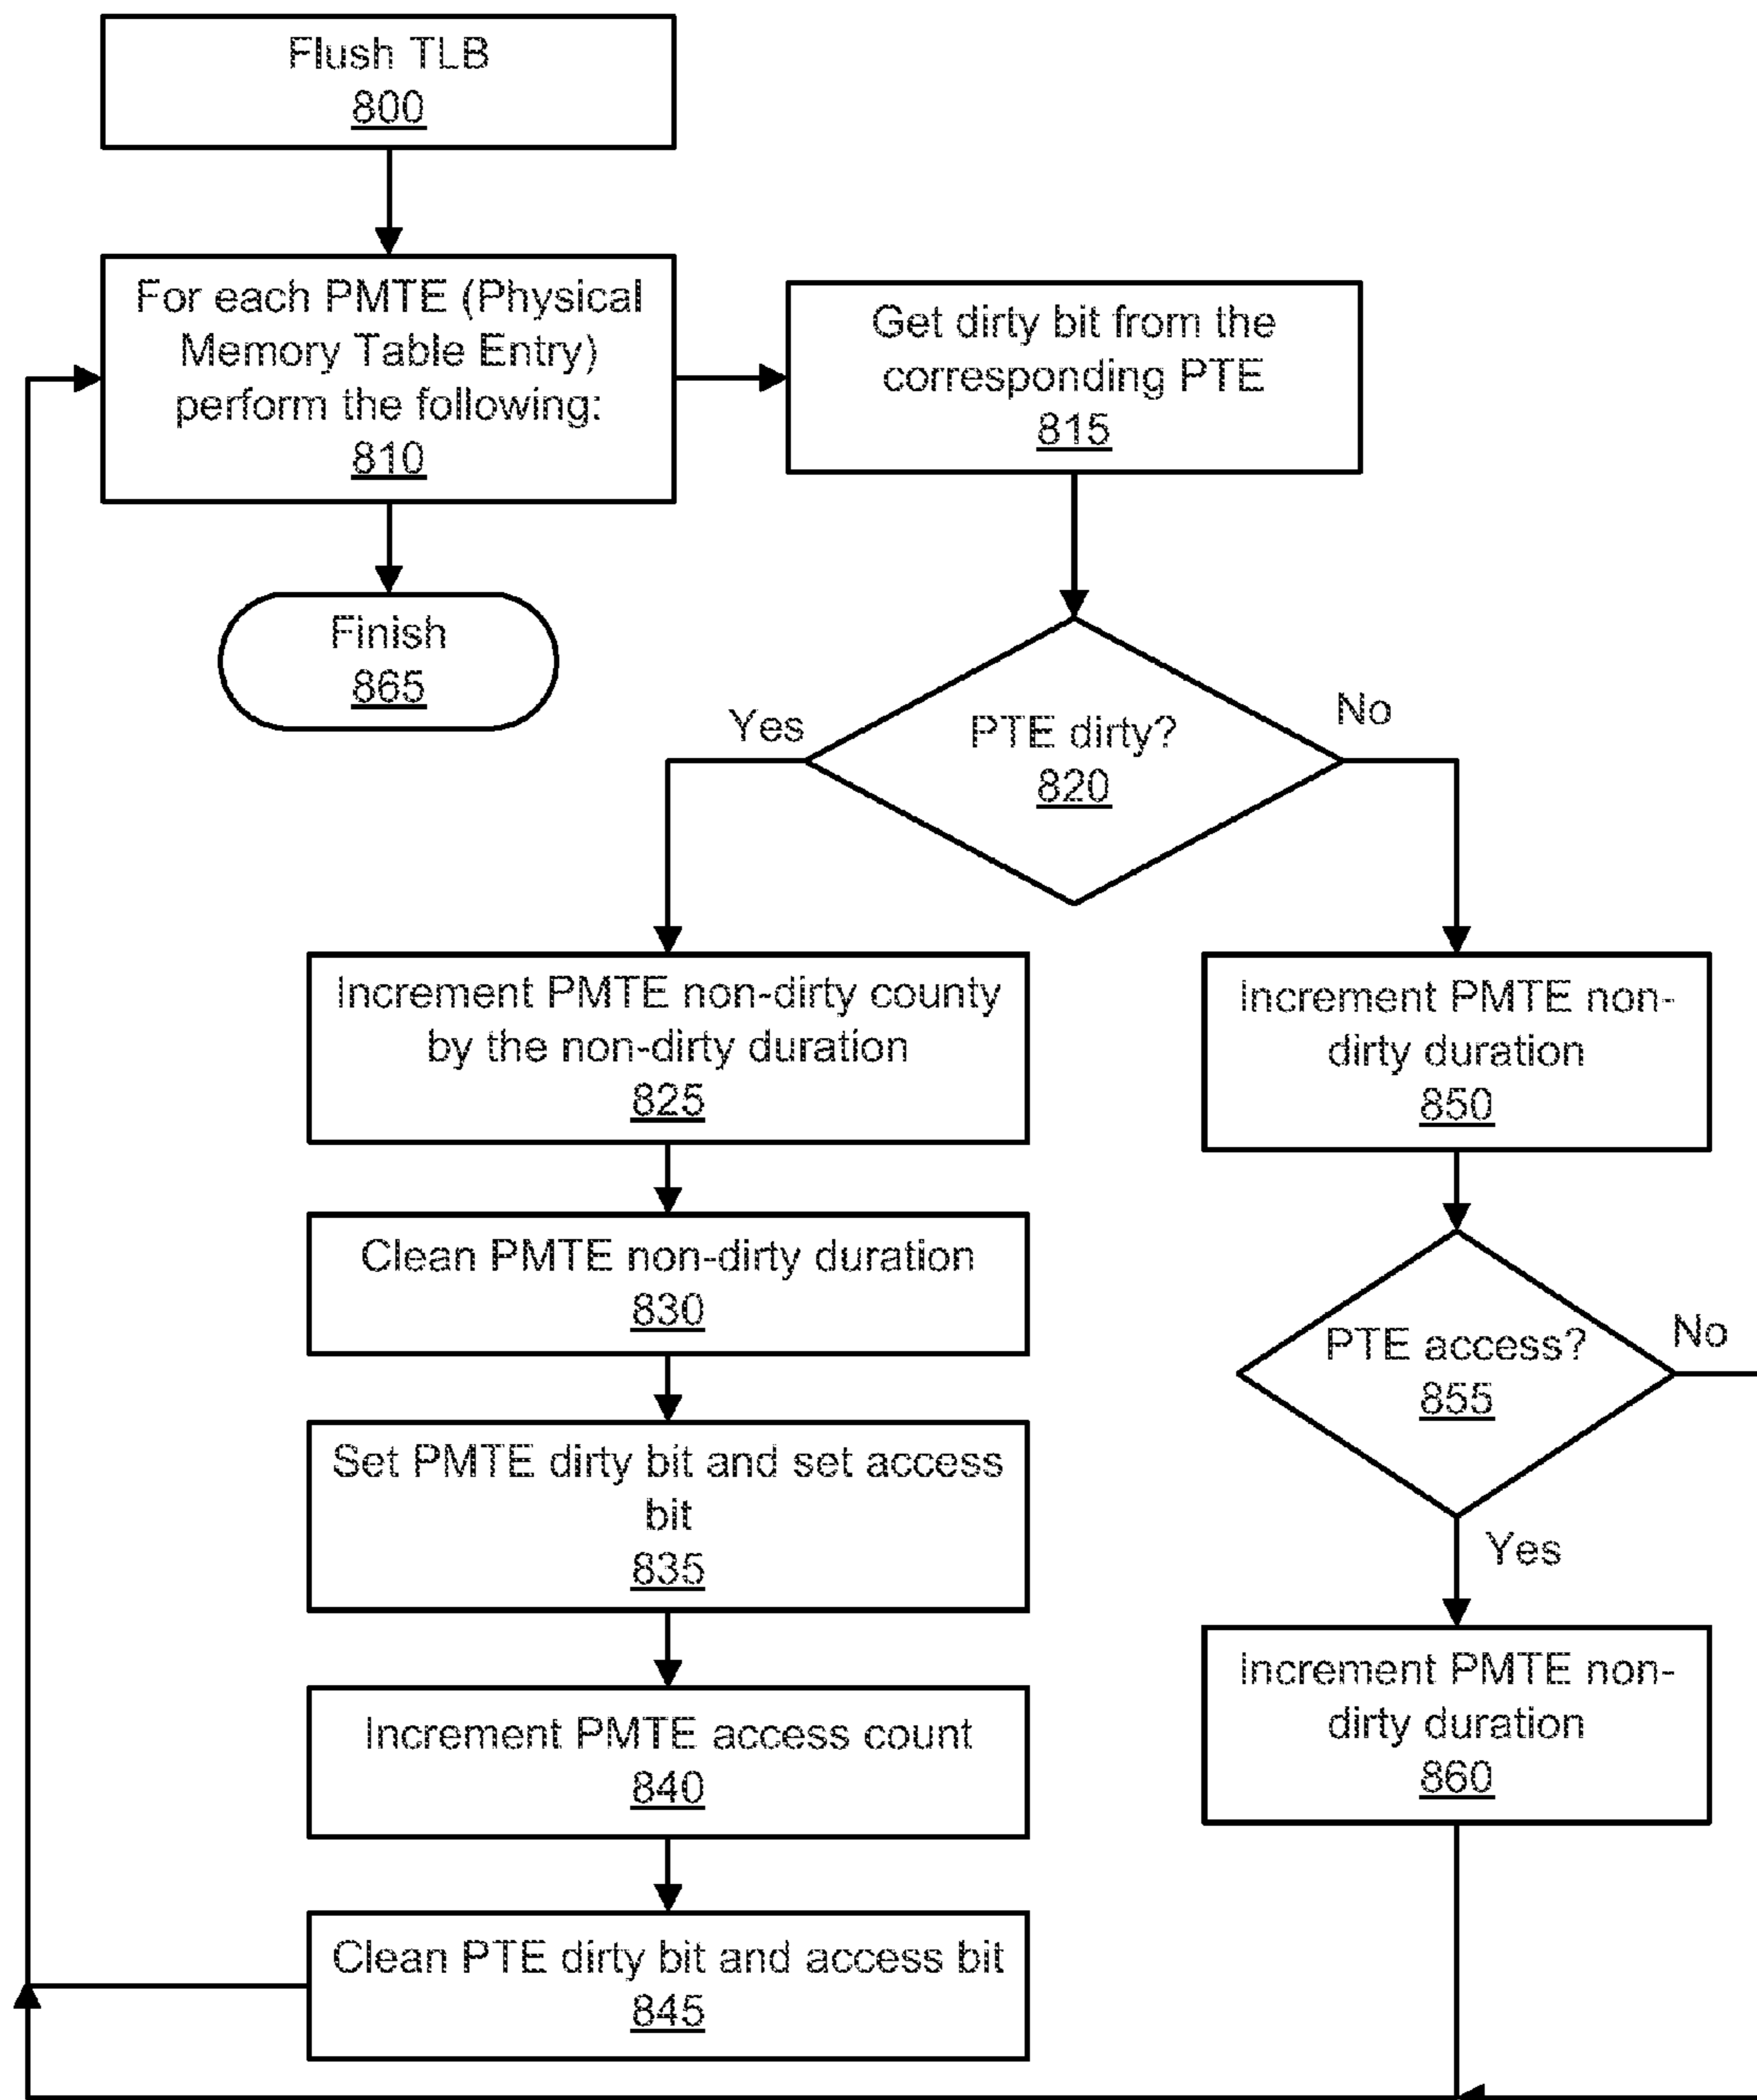 Flush TLB
800
For each PMTE (Physical
Memory Table Entry)
perform the following:
810
Get dirty bit from the
corresponding PTE
815
Finish
865
Yes
PTE dirty?
820
No
Increment PMTE non-dirty county
by the non-dirty duration
825
Increment PMTE non-
dirty duration
850
Clean PMTE non-dirty duration
830
PTE access?
855
No
Set PMTE dirty bit and set access
bit
835
Yes
Increment PMTE access count
840
Increment PMTE non-
dirty duration
860
Clean PTE dirty bit and access bit
845